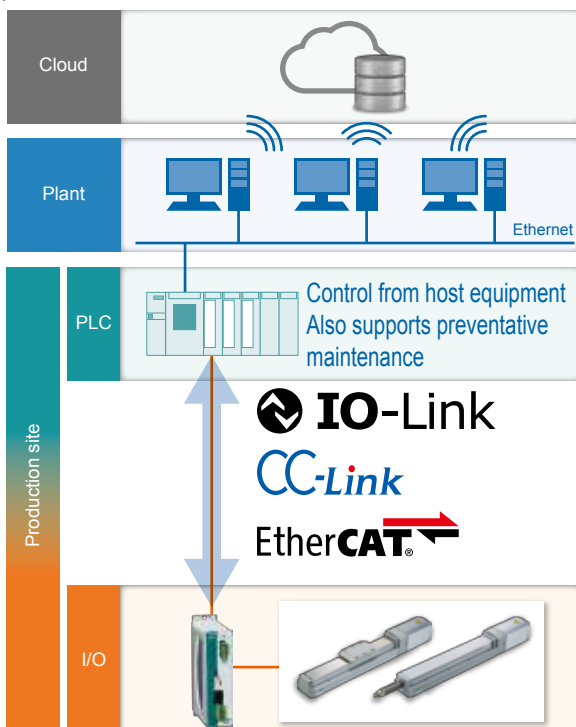 Cloud
Plant
Ethernet
Production site
PLC
Control from host equipment
Also supports preventative
maintenance
IO-Link
CC-Link
EtherCAT®
I/O